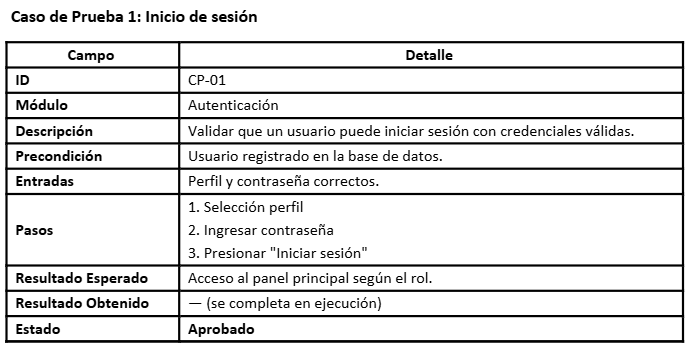 Caso de Prueba 1: Inicio de sesión
Campo Detalle
ID CP-01
Módulo Autenticación
Descripción Validar que un usuario puede iniciar sesión con credenciales válidas.
Precondición Usuario registrado en la base de datos.
Entradas Perfil y contraseña correctos.
Pasos
1. Selección perfil
2. Ingresar contraseña
3. Presionar "Iniciar sesión"
Resultado Esperado Acceso al panel principal según el rol.
Resultado Obtenido — (se completa en ejecución)
Estado Aprobado